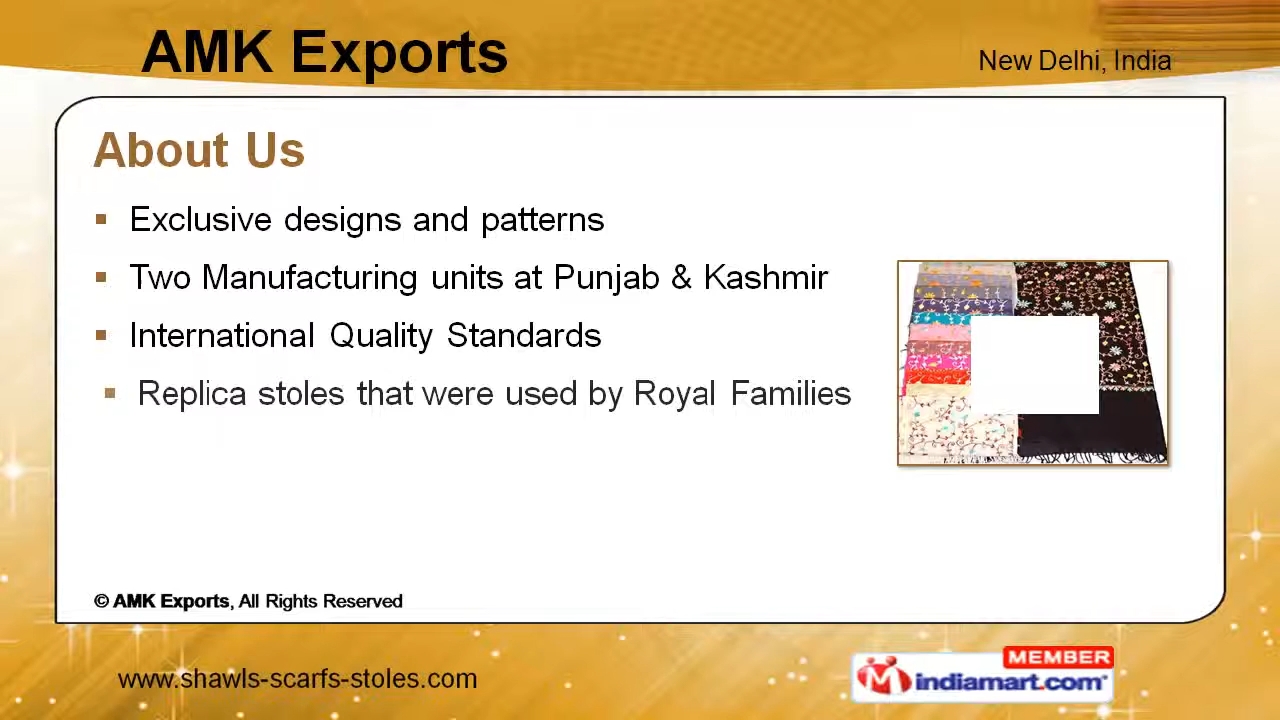 AMK Exports
New Delhi, India
About Us
Exclusive designs and patterns
Two Manufacturing units at Punjab & Kashmir
International Quality Standards
Replica stoles that were used by Royal Families
© AMK Exports, All Rights Reserved
www.shawls-scarfs-stoles.com
MEMBER
indiamart.com